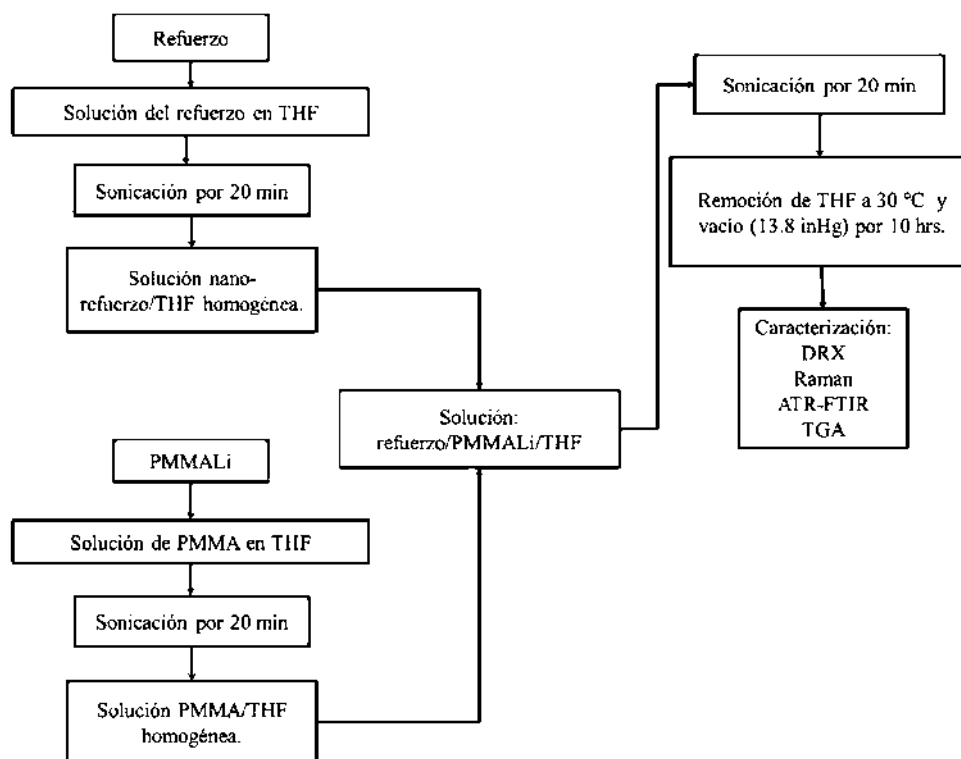 Refuerzo
Solución del refuerzo en THF
Sonicación por 20 min
Solución nano-
refuerzo/THF homogénea.
PMMALi
Solución de PMMA en THF
Sonicación por 20 min
Solución PMMA/THF
homogénea.
Solución:
refuerzo/PMMALi/THF
Sonicación por 20 min
Remoción de THF a 30 °C y
vacío (13.8 inHg) por 10 hrs.
Caracterización:
DRX
Raman
ATR-FTIR
TGA